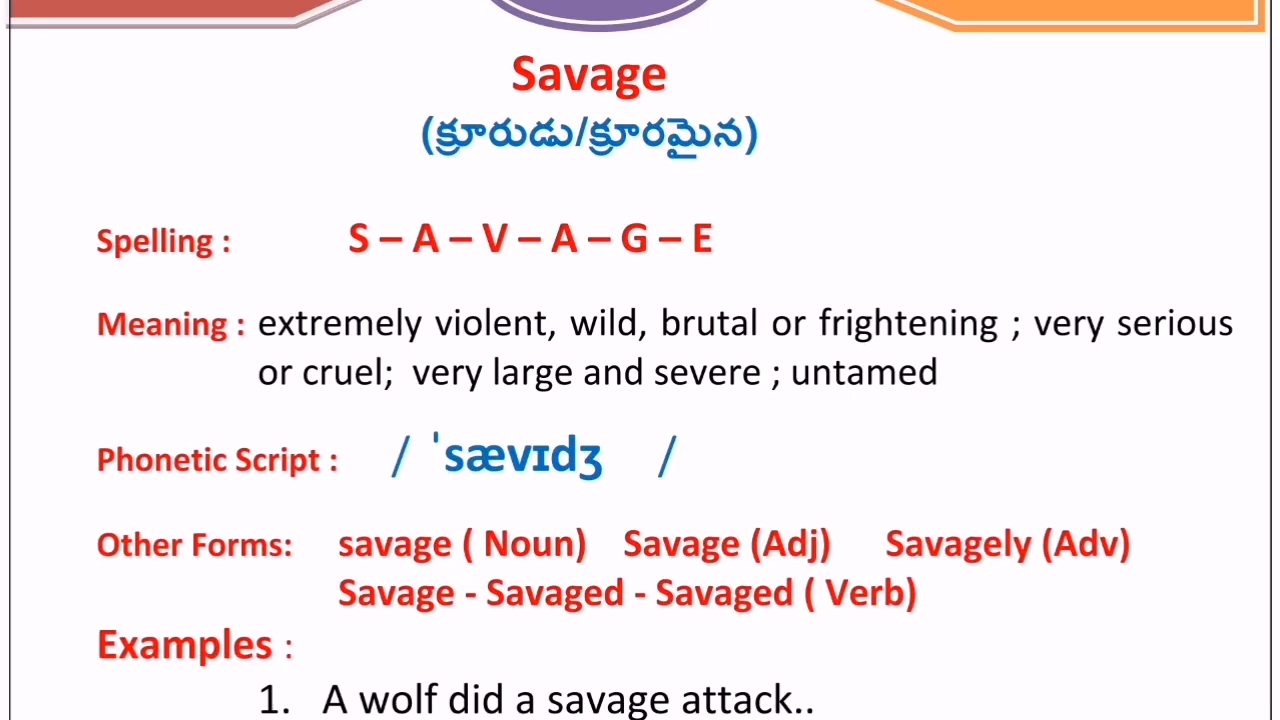 Savage
(క్రూరుడు/క్రూరమైన)
Spelling : S – A – V – A – G – E
Meaning : extremely violent, wild, brutal or frightening ; very serious
or cruel; very large and severe ; untamed
Phonetic Script : / ˈsævɪdʒ /
Other Forms: savage ( Noun) Savage (Adj) Savagely (Adv)
Savage - Savaged - Savaged ( Verb)
Examples :
1. A wolf did a savage attack..